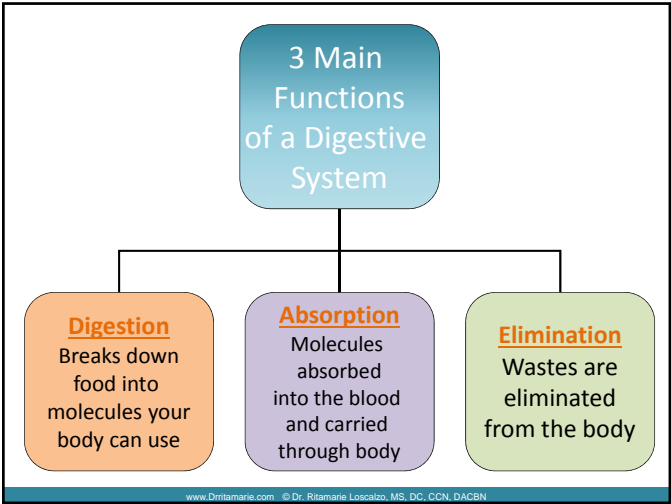 3 Main
Functions
of a Digestive
System
Digestion
Breaks down
food into
molecules your
body can use
Absorption
Molecules
absorbed
into the blood
and carried
through body
Elimination
Wastes are
eliminated
from the body
www.Drritamarie.com © Dr. Ritamarie Loscalzo, MS, DC, CCN, DACBN